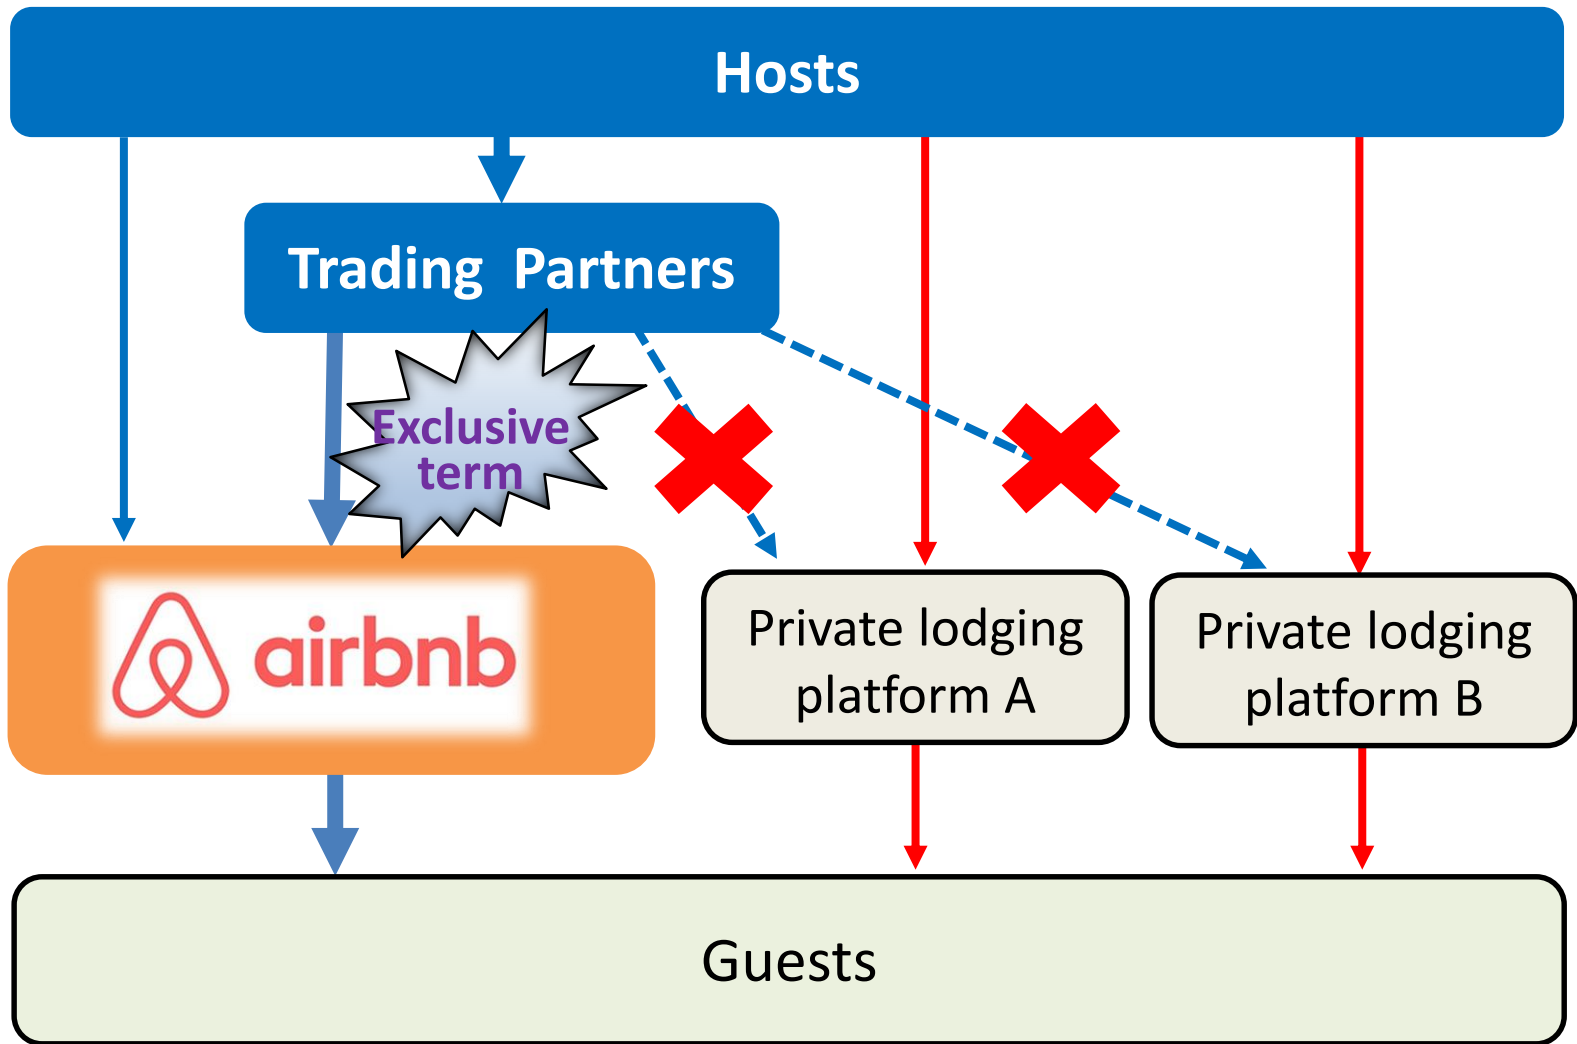 Hosts
Trading Partners
Exclusive
term
airbnb
Private lodging
platform A
Private lodging
platform B
Guests